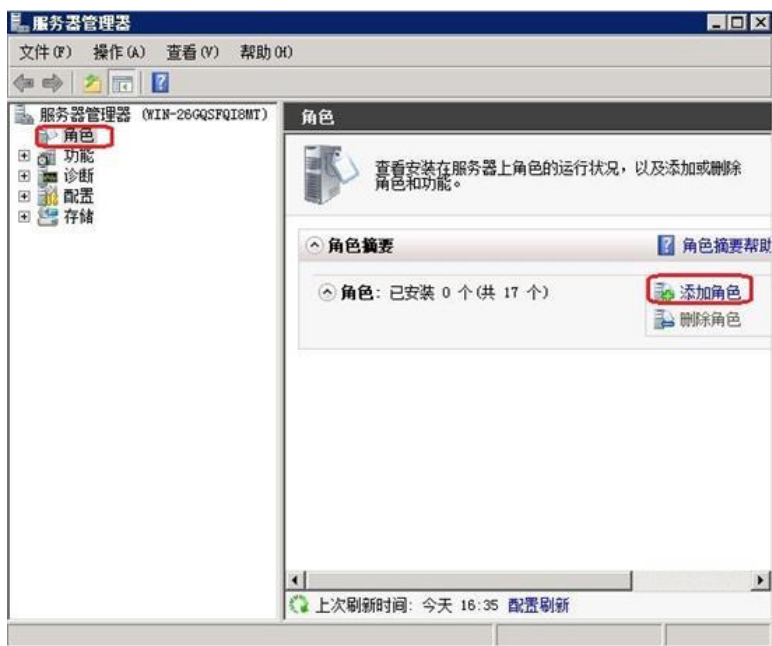 服务器管理器
文件(F) 操作(A) 查看(V) 帮助(H)
服务器管理器 (WIN-26GQSFQI8MT)
角色
功能
诊断
配置
存储
角色
查看安装在服务器上角色的运行状况，以及添加或删除
角色和功能。
角色摘要
角色摘要帮助
角色: 已安装 0 个(共 17 个)
添加角色
删除角色
上次刷新时间: 今天 16:35 配置刷新